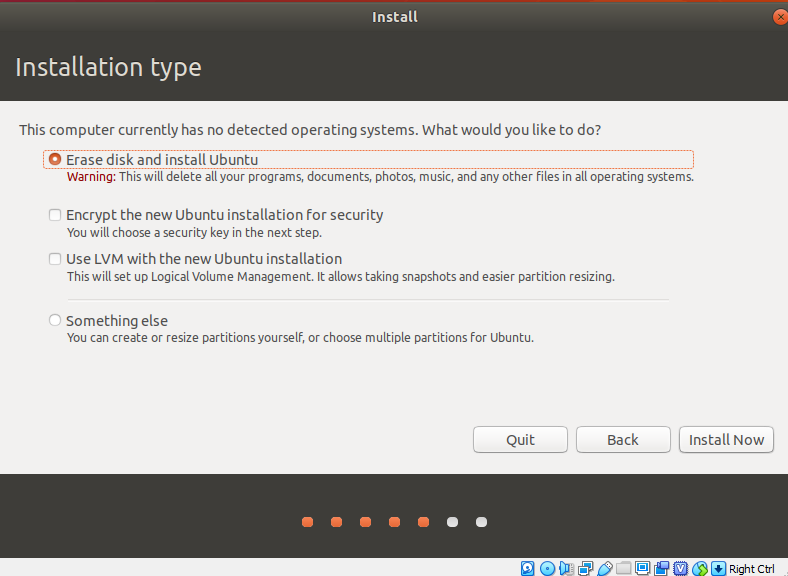 Install
Installation type
This computer currently has no detected operating systems. What would you like to do?
Erase disk and install Ubuntu
Warning: This will delete all your programs, documents, photos, music, and any other files in all operating systems.
Encrypt the new Ubuntu installation for security
You will choose a security key in the next step.
Use LVM with the new Ubuntu installation
This will set up Logical Volume Management. It allows taking snapshots and easier partition resizing.
Something else
You can create or resize partitions yourself, or choose multiple partitions for Ubuntu.
Quit Back Install Now
Right Ctrl